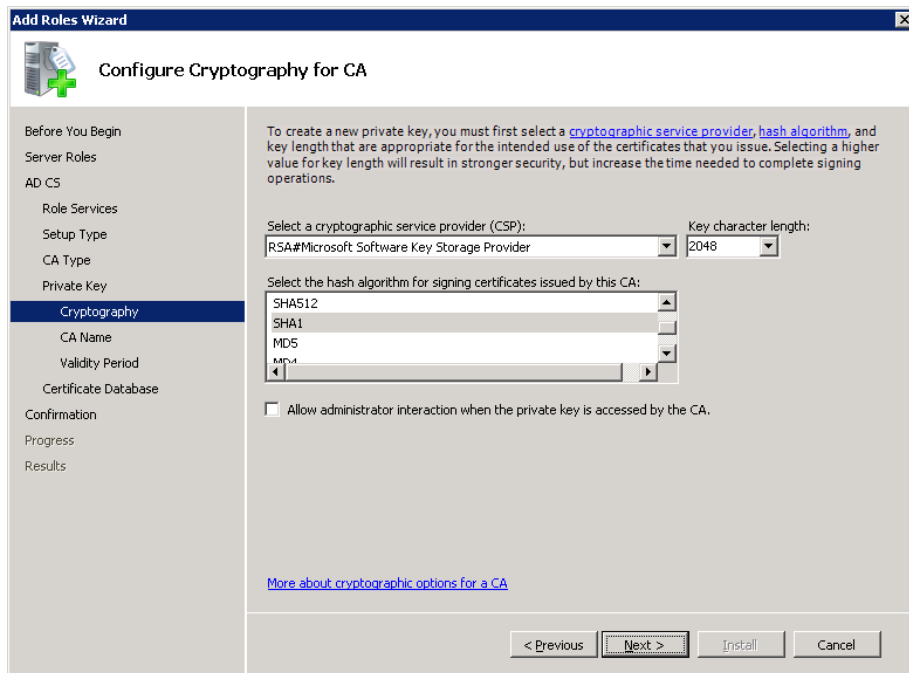 Add Roles Wizard
Configure Cryptography for CA
Before You Begin
Server Roles
AD CS
Role Services
Setup Type
CA Type
Private Key
Cryptography
CA Name
Validity Period
Certificate Database
Confirmation
Progress
Results
To create a new private key, you must first select a cryptographic service provider, hash algorithm, and
key length that are appropriate for the intended use of the certificates that you issue. Selecting a higher
value for key length will result in stronger security, but increase the time needed to complete signing
operations.
Select a cryptographic service provider (CSP): Key character length:
RSA#Microsoft Software Key Storage Provider 2048
Select the hash algorithm for signing certificates issued by this CA:
SHA512
SHA1
MD5
MD4
Allow administrator interaction when the private key is accessed by the CA.
More about cryptographic options for a CA
< Previous Next > Install Cancel